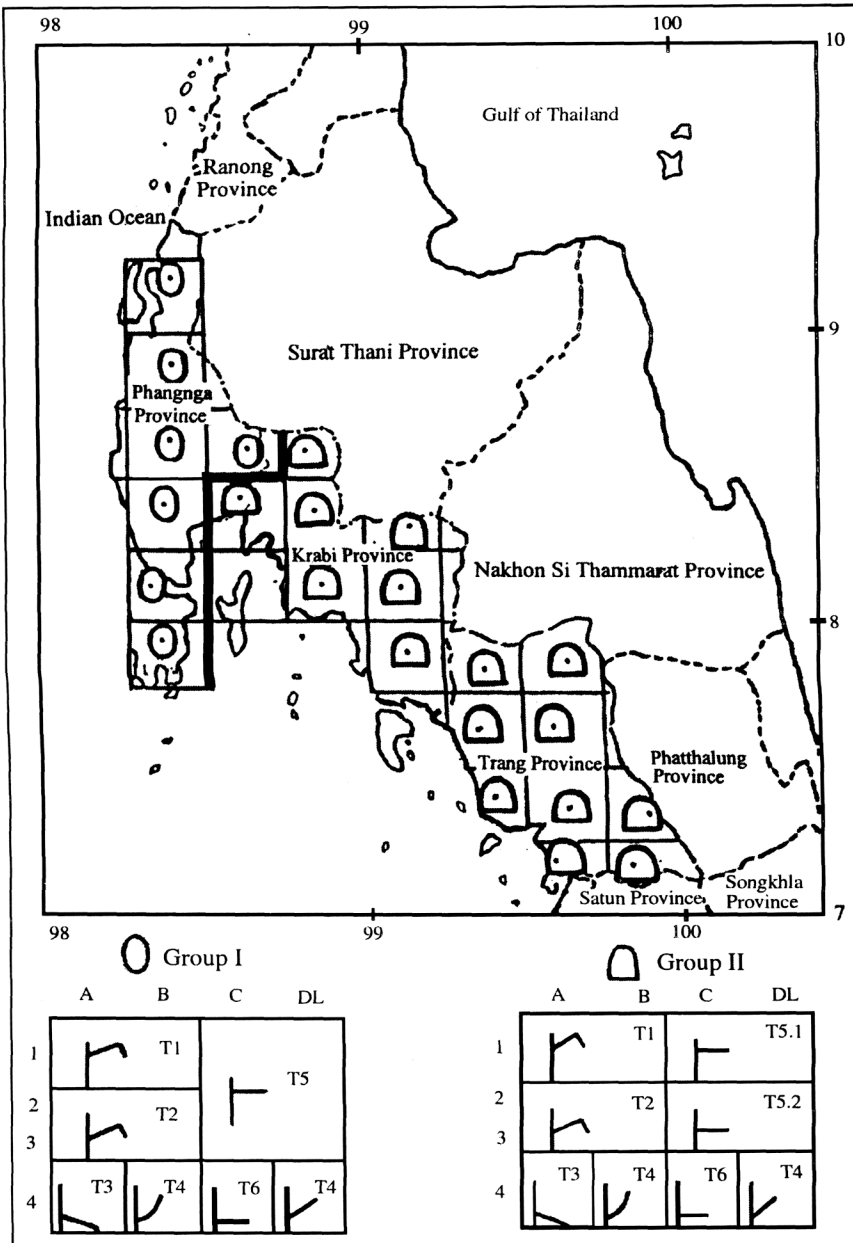 98 99 100
10
Gulf of Thailand
Ranong
Province
Indian Ocean
9
Surat Thani Province
Phangnga
Province
Krabi Province
Nakhon Si Thammarat Province
8
Trang Province
Phatthalung
Province
Satun Province
Songkhla
Province
7
98 99 100
Group I
A B C DL
1 T1
T5
2
T2
3
4 T3 T4 T6 T4
Group II
A B C DL
1 T1 T5.1
2
T2 T5.2
3
4 T3 T4 T6 T4